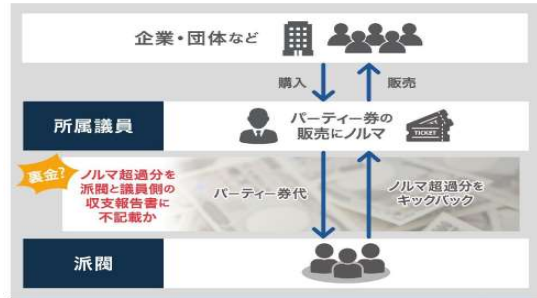 企業・団体など
購入
販売
所属議員
パーティー券の
販売にノルマ
TICKET
裏金?
ノルマ超過分を
派閥と議員側の
収支報告書に
不記載か
パーティー券代
ノルマ超過分を
キックバック
派閥